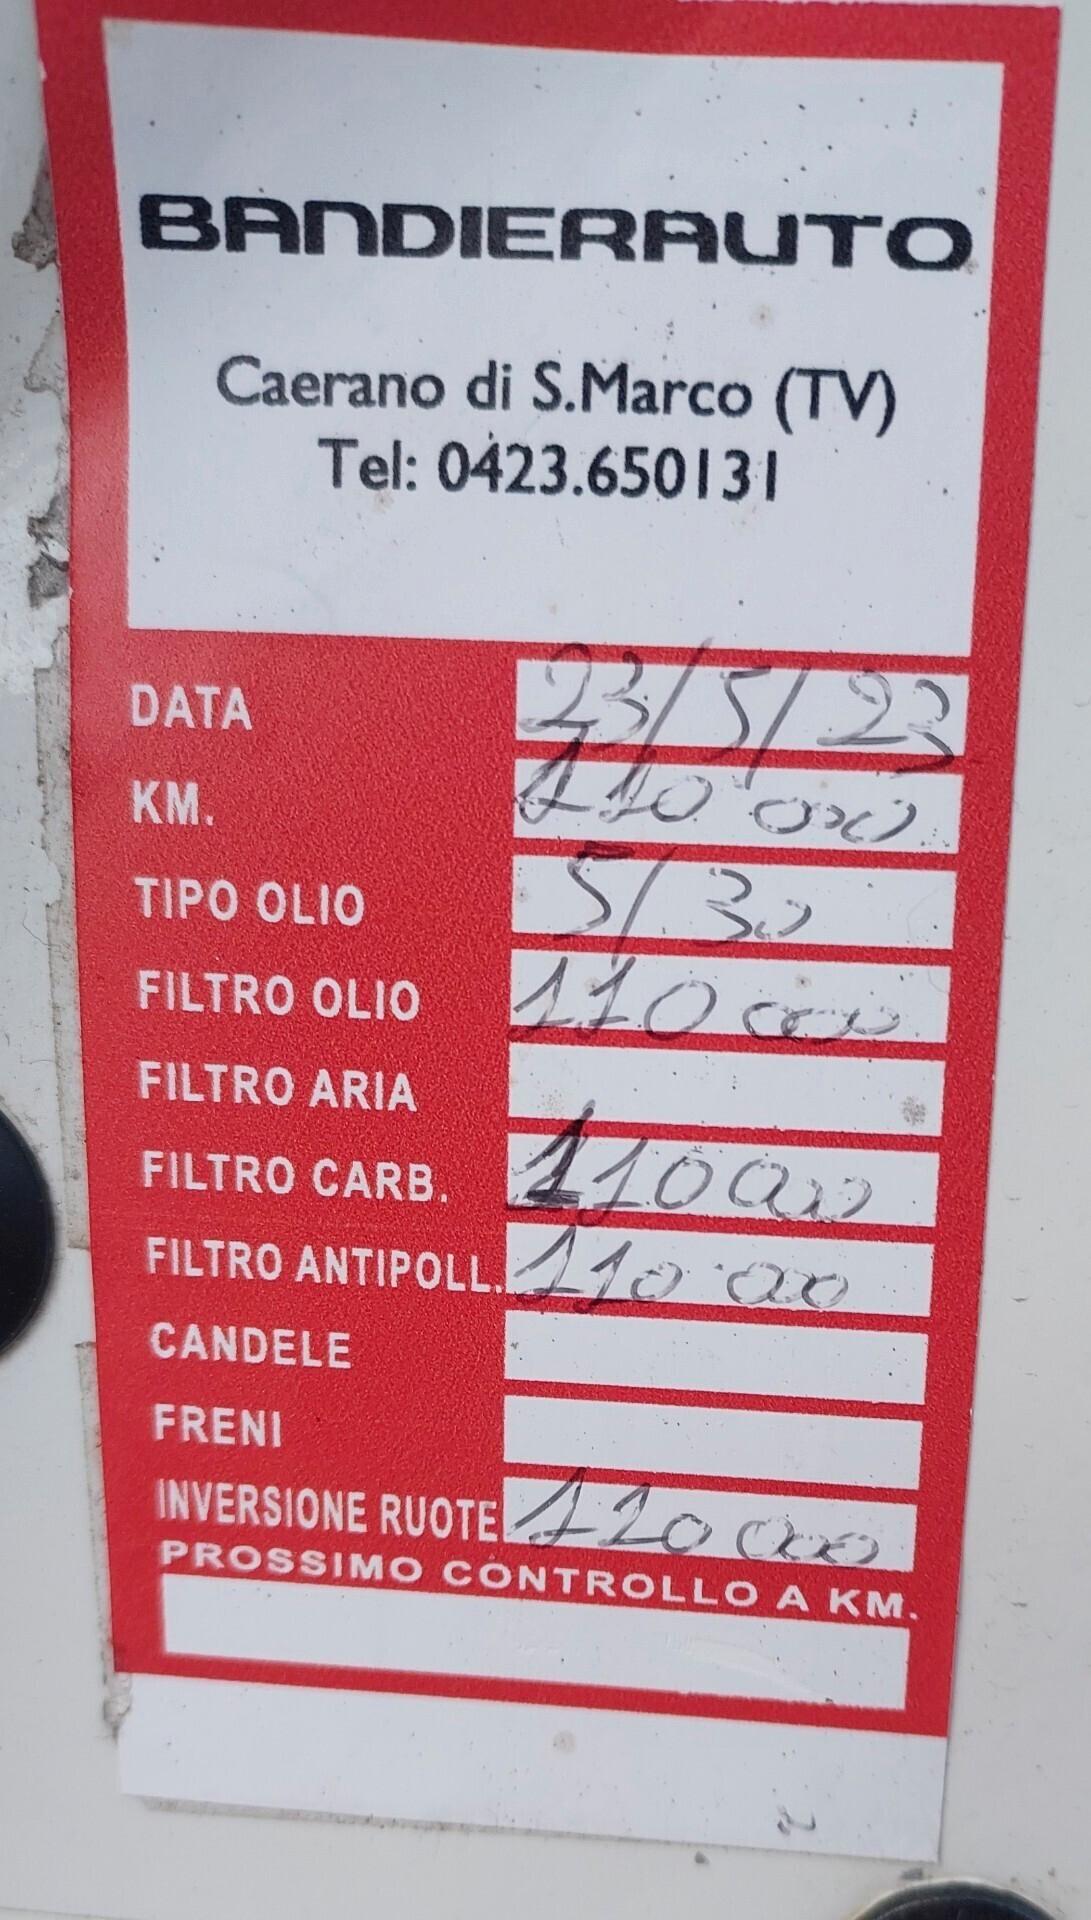 BANDIERAUTO
Caerano di S.Marco (TV)
Tel: 0423.650131
DATA 23/5/23
KM. 110 000
TIPO OLIO 5/30
FILTRO OLIO 110 000
FILTRO ARIA
FILTRO CARB. 110 000
FILTRO ANTIPOLL. 110 000
CANDELE
FRENI
INVERSIONE RUOTE 110 000
PROSSIMO CONTROLLO A KM.